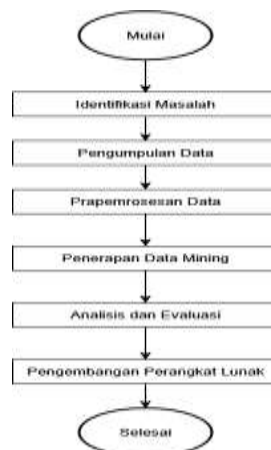 Mulai
Identifikasi Masalah
Pengumpulan Data
Prapemrosesan Data
Penerapan Data Mining
Analisis dan Evaluasi
Pengembangan Perangkat Lunak
Selesai